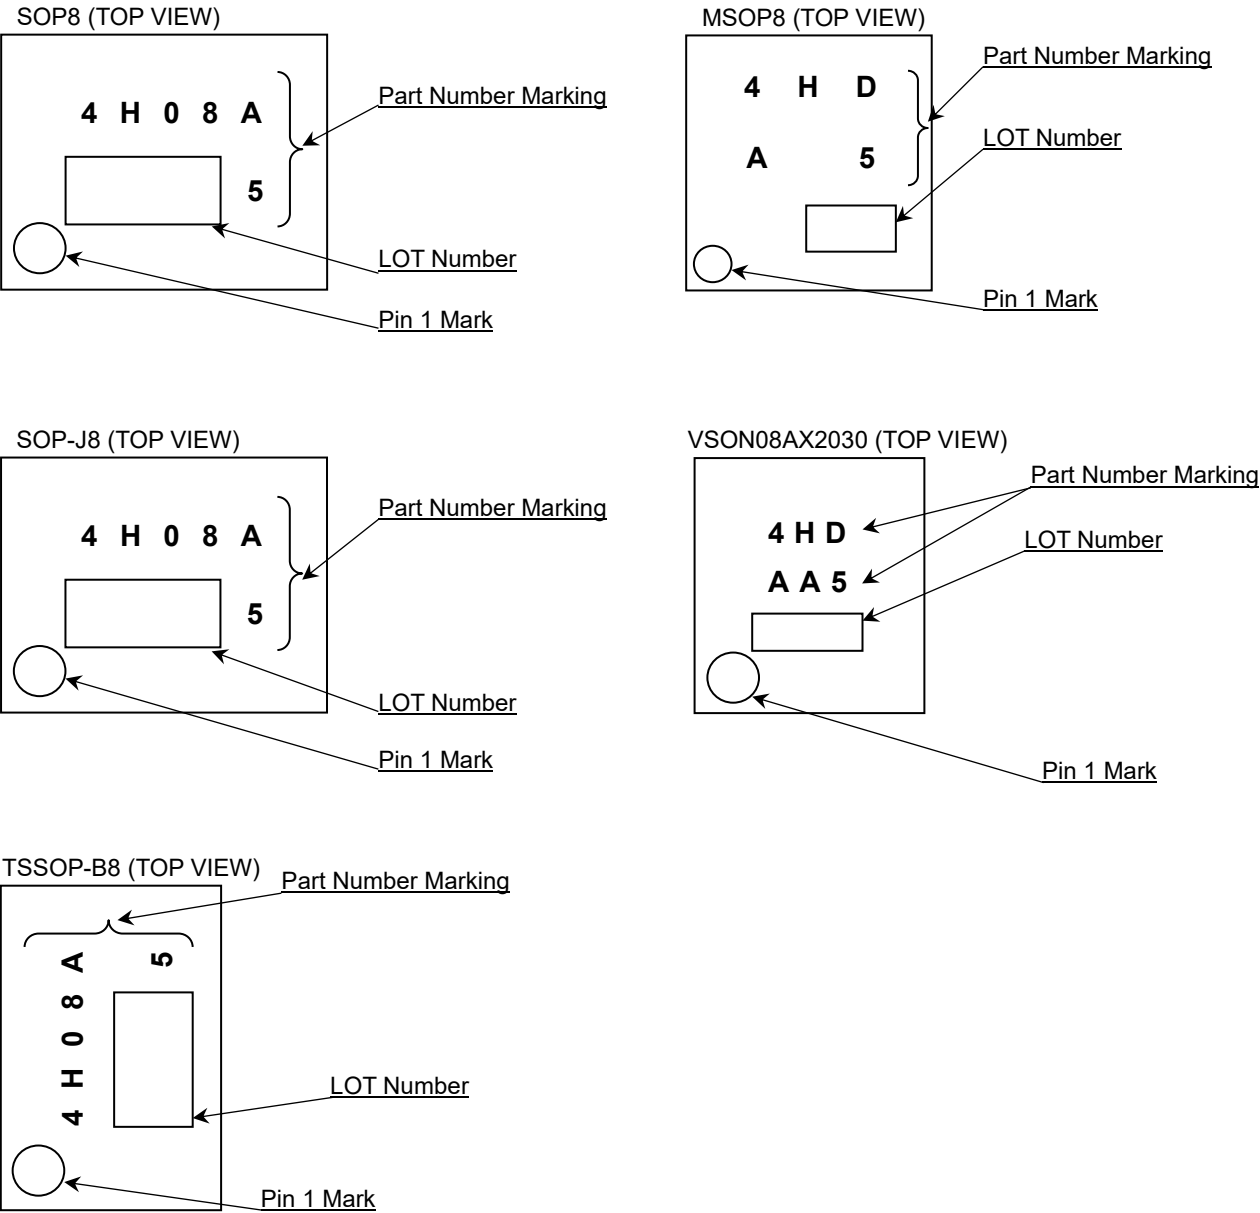 SOP8 (TOP VIEW)
4 H 0 8 A
5
Part Number Marking
LOT Number
Pin 1 Mark
MSOP8 (TOP VIEW)
4 H D
A 5
Part Number Marking
LOT Number
Pin 1 Mark
SOP-J8 (TOP VIEW)
4 H 0 8 A
5
Part Number Marking
LOT Number
Pin 1 Mark
VSON08AX2030 (TOP VIEW)
4 H D
A A 5
Part Number Marking
LOT Number
Pin 1 Mark
TSSOP-B8 (TOP VIEW)
4 H 0 8 A
5
Part Number Marking
LOT Number
Pin 1 Mark